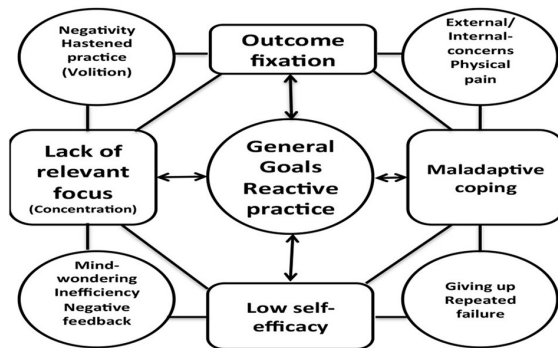 Negativity
Hastened
practice
(Volition)
Outcome
fixation
External/
Internal-
concerns
Physical
pain
Lack of
relevant
focus
(Concentration)
General
Goals
Reactive
practice
Maladaptive
coping
Mind-
wondering
Inefficiency
Negative
feedback
Low self-
efficacy
Giving up
Repeated
failure